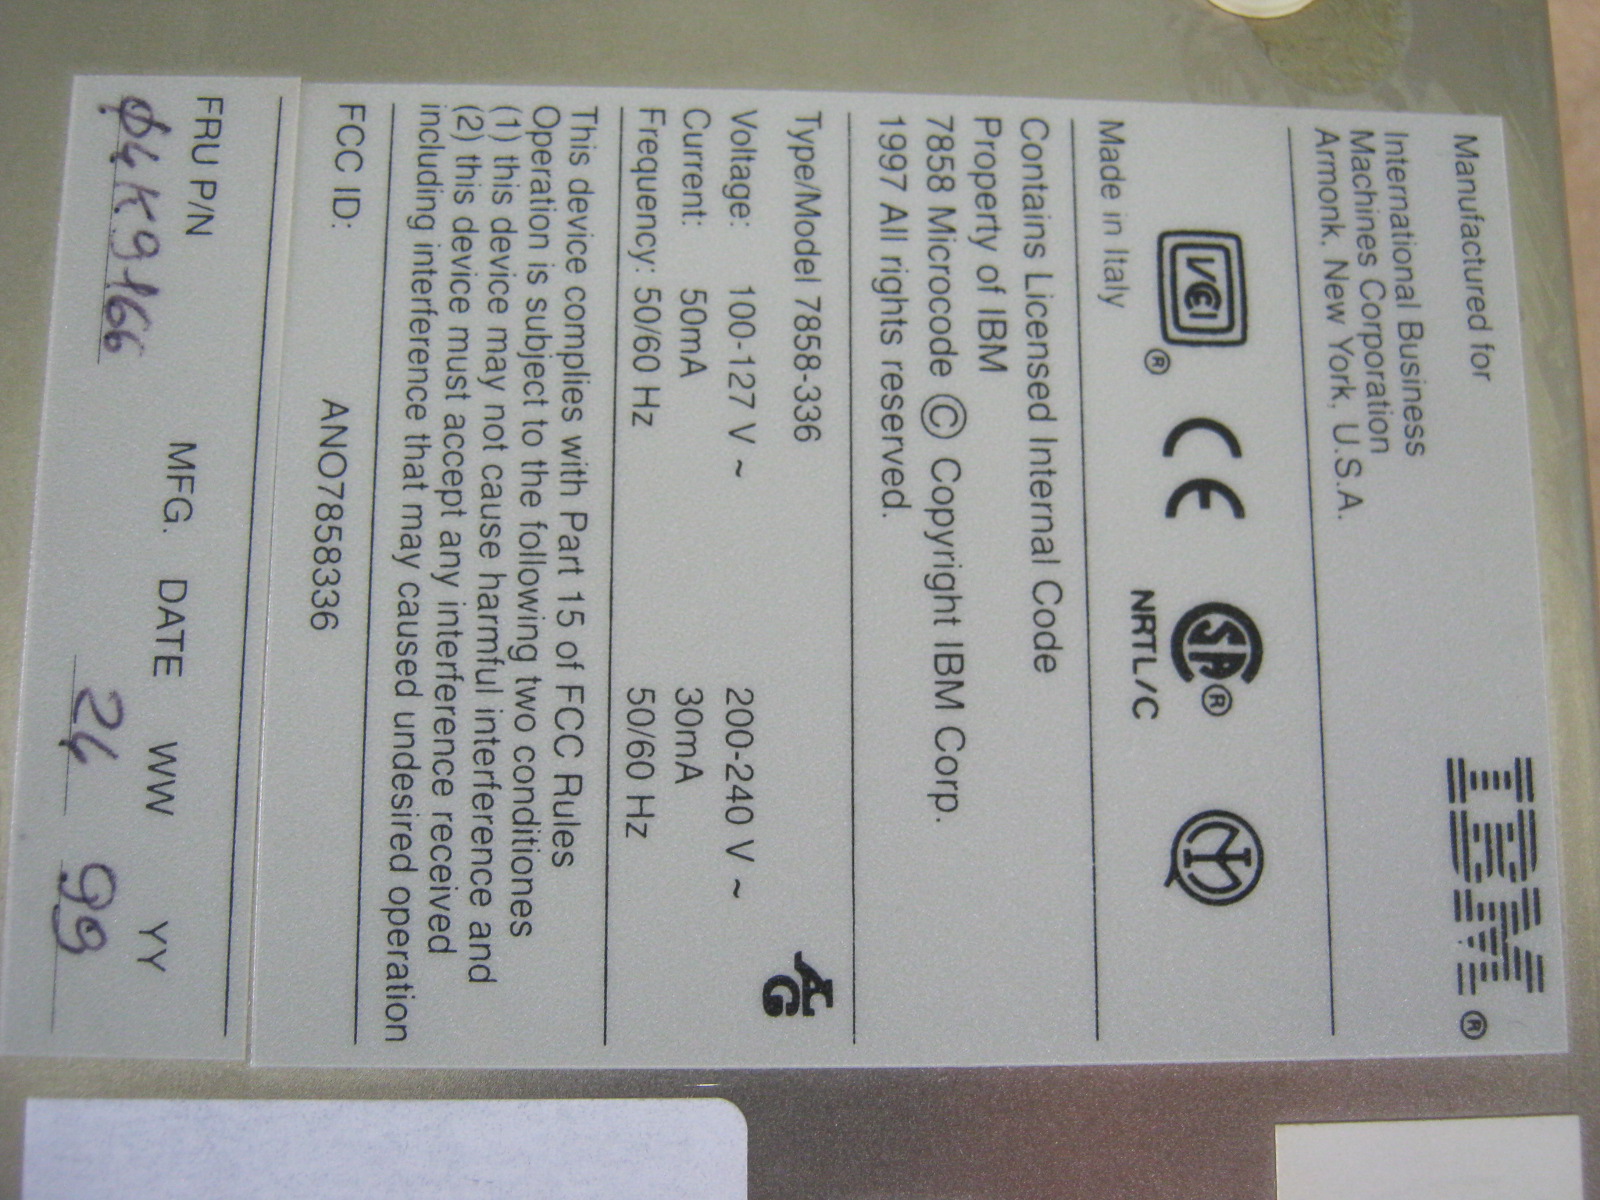 Manufactured for
IBM®
International Business
Machines Corporation
Armonk, New York, U.S.A.
VCCI ® CE SA® NRTL/C
Made in Italy
Contains Licensed Internal Code
Property of IBM
7858 Microcode © Copyright IBM Corp.
1997 All rights reserved.
Type/Model 7858-336
Voltage: 100-127 V ~ 200-240 V ~
Current: 50mA 30mA
Frequency: 50/60 Hz 50/60 Hz
This device complies with Part 15 of FCC Rules
Operation is subject to the following two conditiones
(1) this device may not cause harmful interference and
(2) this device must accept any interference received
including interference that may caused undesired operation
FCC ID: ANO7858336
FRU P/N MFG. DATE WW YY
04K9166 24 99